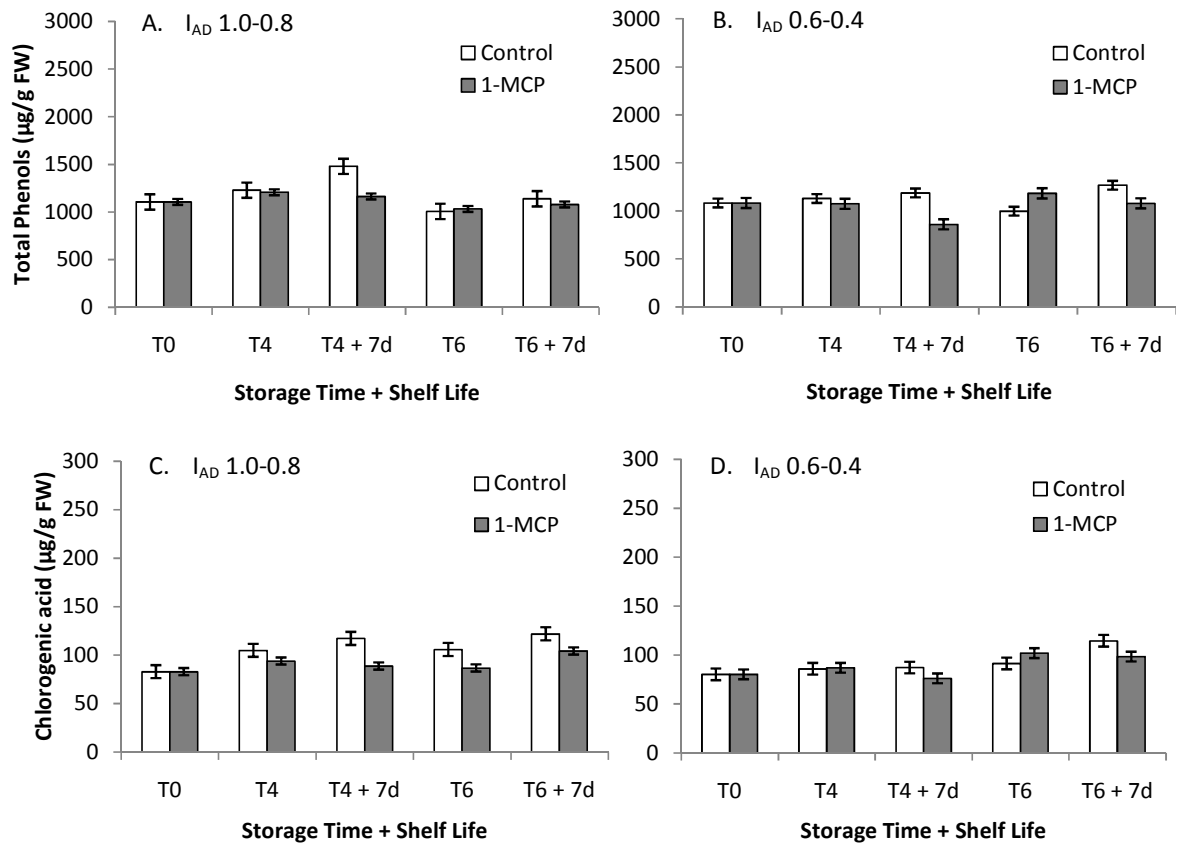 A. IAD 1.0-0.8
Total Phenols (µg/g FW)
3000
2500
2000
1500
1000
500
0
Control
1-MCP
T0 T4 T4 + 7d T6 T6 + 7d
Storage Time + Shelf Life
B. IAD 0.6-0.4
3000
2500
2000
1500
1000
500
0
Control
1-MCP
T0 T4 T4 + 7d T6 T6 + 7d
Storage Time + Shelf Life
C. IAD 1.0-0.8
Chlorogenic acid (µg/g FW)
300
250
200
150
100
50
0
Control
1-MCP
T0 T4 T4 + 7d T6 T6 + 7d
Storage Time + Shelf Life
D. IAD 0.6-0.4
300
250
200
150
100
50
0
Control
1-MCP
T0 T4 T4 + 7d T6 T6 + 7d
Storage Time + Shelf Life